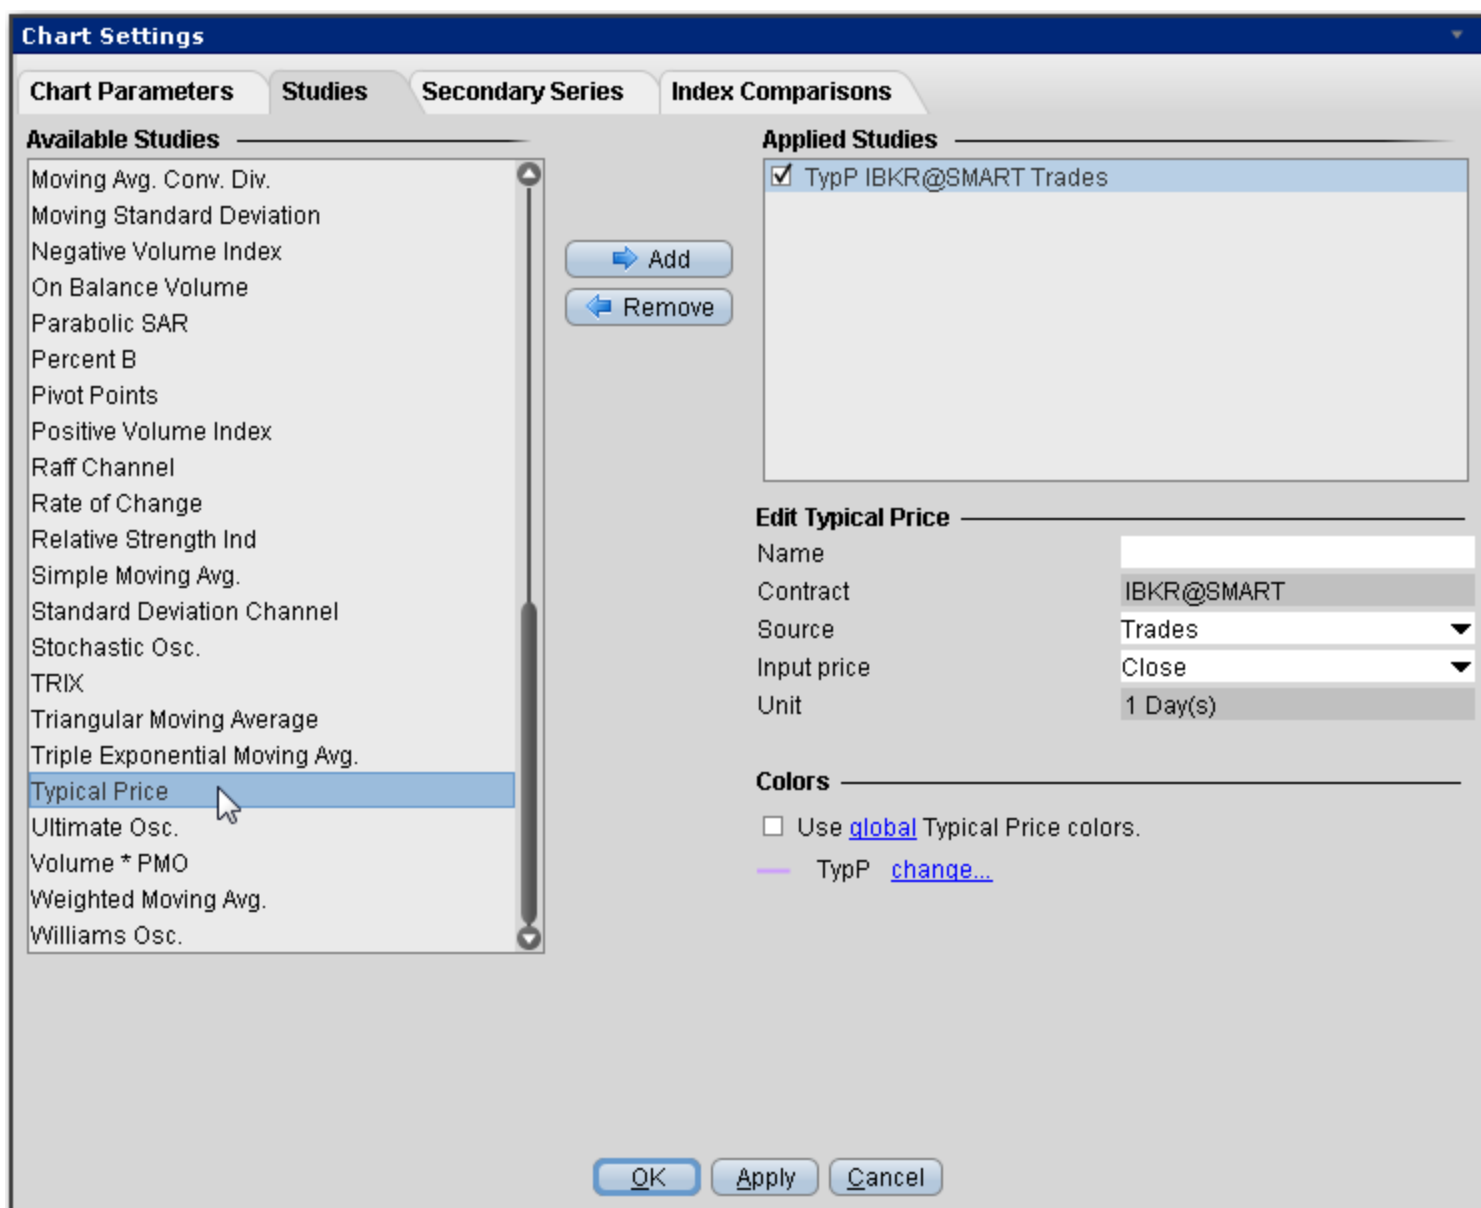 Chart Settings
Chart Parameters Studies Secondary Series Index Comparisons
Available Studies
Moving Avg. Conv. Div.
Moving Standard Deviation
Negative Volume Index
On Balance Volume
Parabolic SAR
Percent B
Pivot Points
Positive Volume Index
Raff Channel
Rate of Change
Relative Strength Ind
Simple Moving Avg.
Standard Deviation Channel
Stochastic Osc.
TRIX
Triangular Moving Average
Triple Exponential Moving Avg.
Typical Price
Ultimate Osc.
Volume * PMO
Weighted Moving Avg.
Williams Osc.
Add
Remove
Applied Studies
TypP IBKR@SMART Trades
Edit Typical Price
Name
Contract IBKR@SMART
Source Trades
Input price Close
Unit 1 Day(s)
Colors
Use global Typical Price colors.
TypP change...
OK Apply Cancel